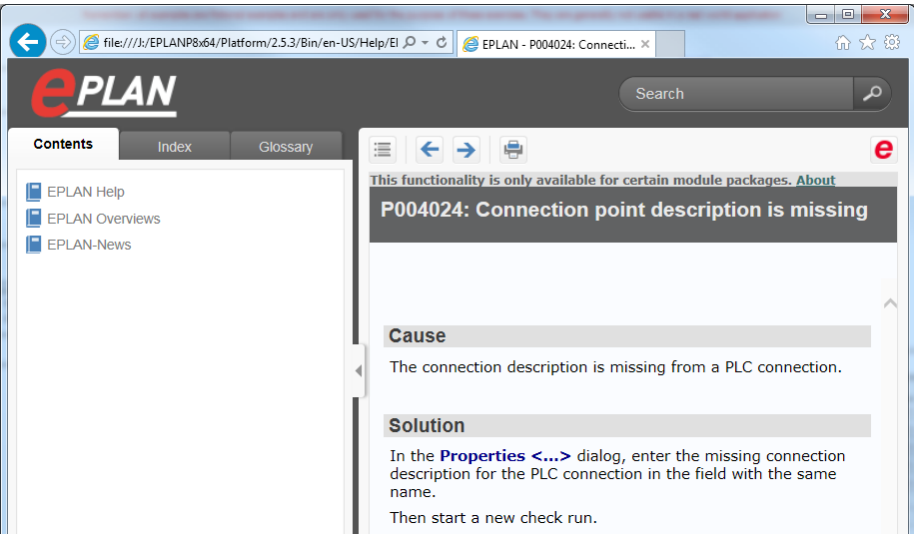 file:///J:/EPLANP8x64/Platform/2.5.3/Bin/en-US/Help/El
EPLAN - P004024: Connecti...
ePLAN
Search
Contents
Index
Glossary
EPLAN Help
EPLAN Overviews
EPLAN-News
e
This functionality is only available for certain module packages. About
P004024: Connection point description is missing
Cause
The connection description is missing from a PLC connection.
Solution
In the Properties <...> dialog, enter the missing connection
description for the PLC connection in the field with the same
name.
Then start a new check run.